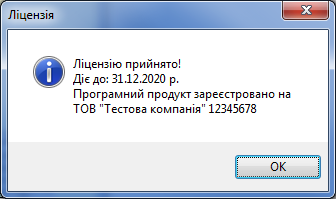 Ліцензія
Ліцензію прийнято!
Діє до: 31.12.2020 р.
Програмний продукт зареєстровано на
ТОВ "Тестова компанія" 12345678
OK